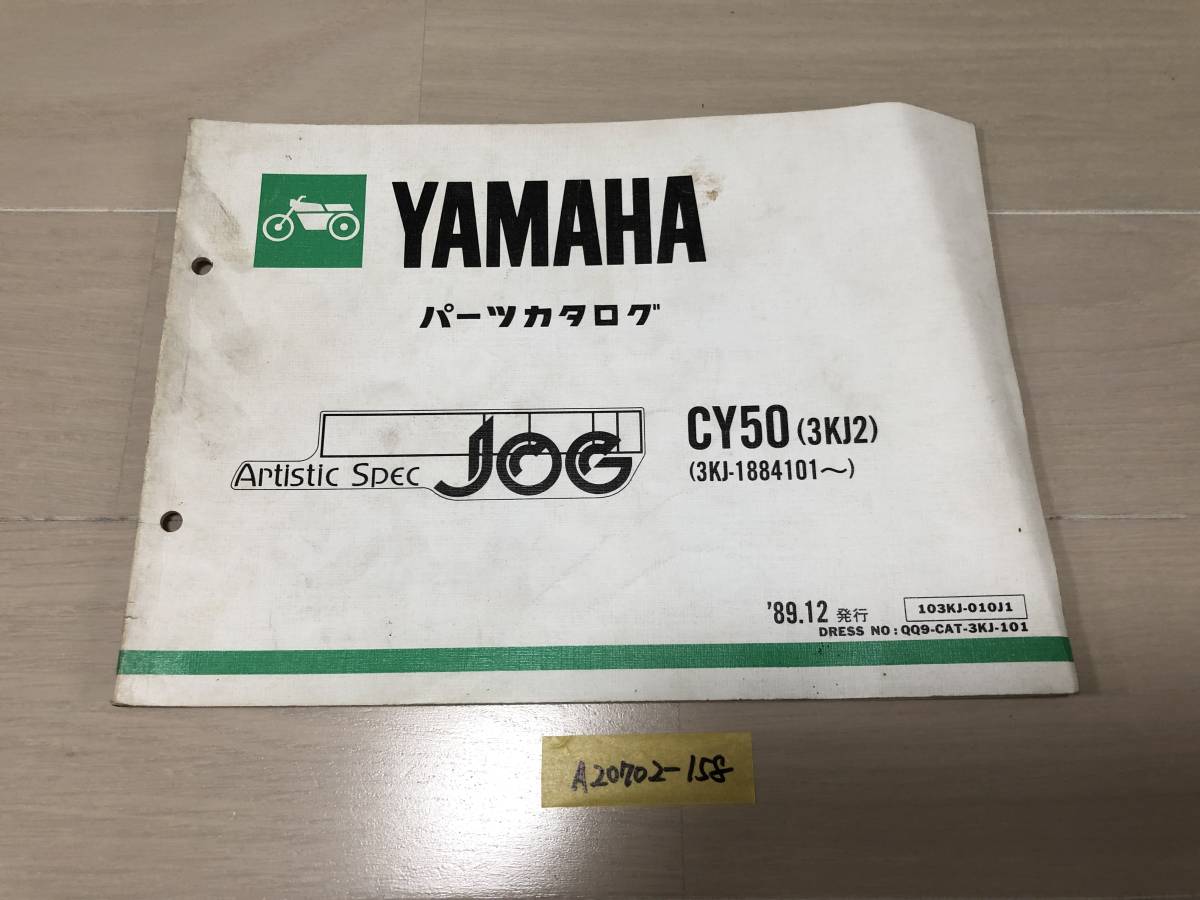 YAMAHA
パーツカタログ
Artistic Spec JOG
CY50 (3KJ2)
(3KJ-1884101〜)
'89.12 発行
103KJ-010J1
DRESS NO : QQ9-CAT-3KJ-101
A20702-158